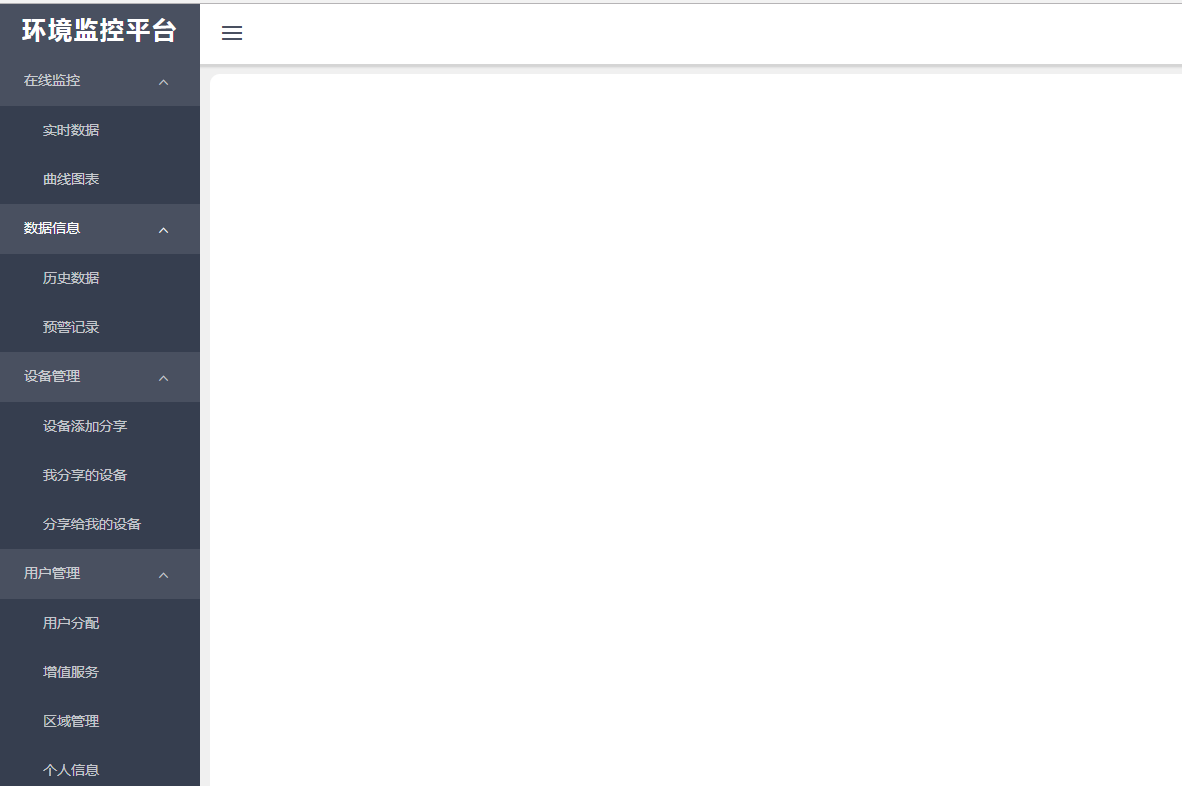 环境监控平台
在线监控
实时数据
曲线图表
数据信息
历史数据
预警记录
设备管理
设备添加分享
我分享的设备
分享给我的设备
用户管理
用户分配
增值服务
区域管理
个人信息